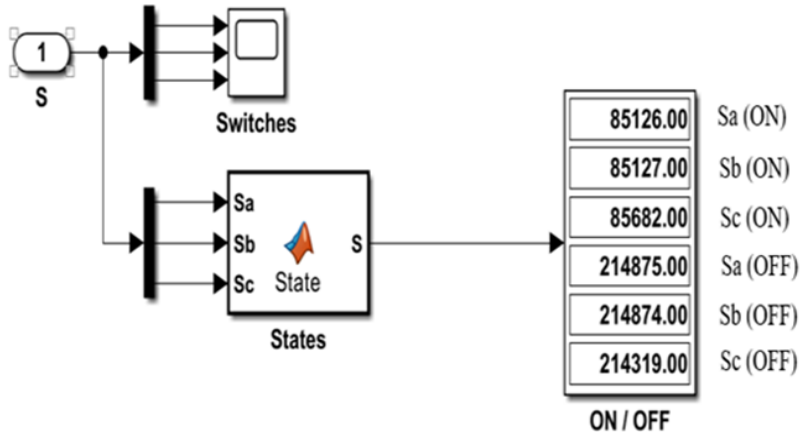 1
S
Switches
Sa
Sb
Sc
S
State
States
85126.00 Sa (ON)
85127.00 Sb (ON)
85682.00 Sc (ON)
214875.00 Sa (OFF)
214874.00 Sb (OFF)
214319.00 Sc (OFF)
ON / OFF